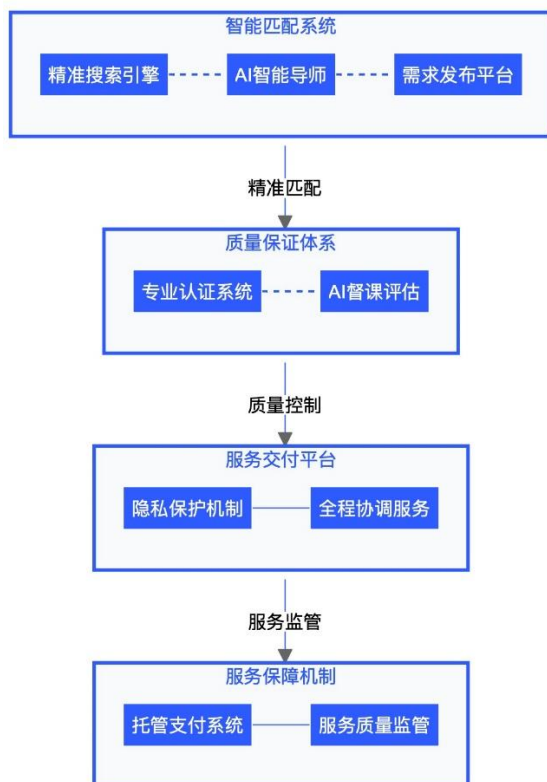 智能匹配系统
精准搜索引擎 AI智能导师 需求发布平台
精准匹配
质量保证体系
专业认证系统 AI督课评估
质量控制
服务交付平台
隐私保护机制 全程协调服务
服务监管
服务保障机制
托管支付系统 服务质量监管